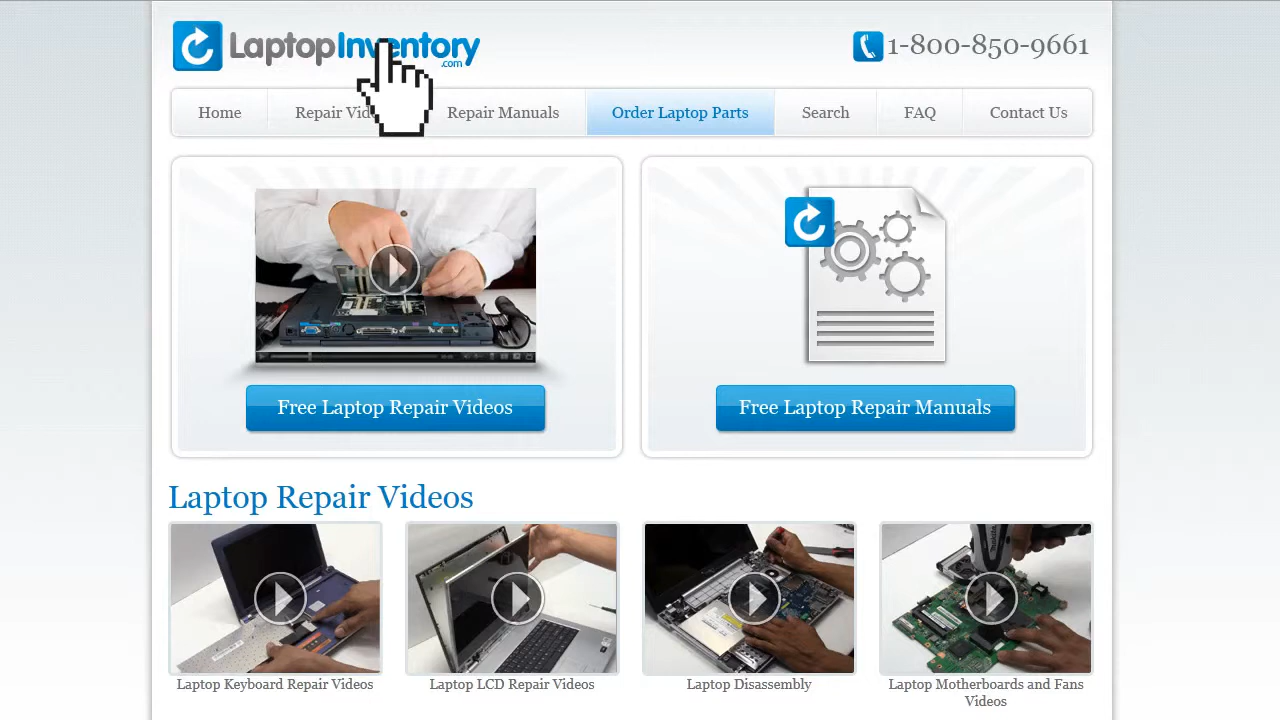 LaptopInventory
.com
1-800-850-9661
Home
Repair Vid
Repair Manuals
Order Laptop Parts
Search
FAQ
Contact Us
Free Laptop Repair Videos
Free Laptop Repair Manuals
Laptop Repair Videos
Laptop Keyboard Repair Videos
Laptop LCD Repair Videos
Laptop Disassembly
Laptop Motherboards and Fans
Videos